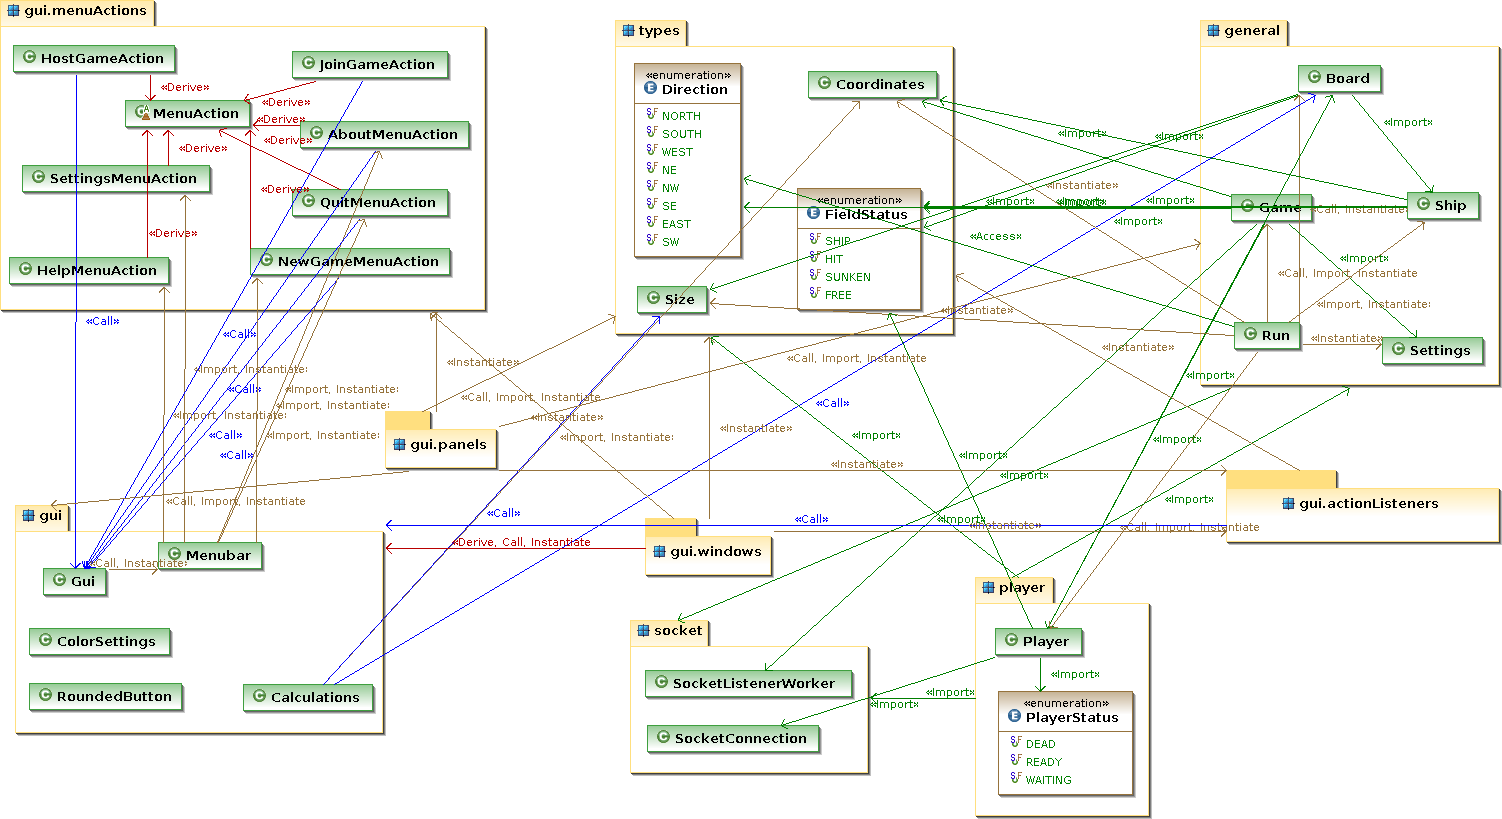 gui.menuActions
HostGameAction
JoinGameAction
«Derive»
«Derive»
MenuAction
«Derive»
AboutMenuAction
«Derive»
«Derive»
SettingsMenuAction
«Derive»
QuitMenuAction
«Derive»
HelpMenuAction
NewGameMenuAction
types
«enumeration»
Direction
NORTH
SOUTH
WEST
NE
NW
SE
EAST
SW
Coordinates
«enumeration»
FieldStatus
SHIP
HIT
SUNKEN
FREE
Size
general
Board
«Import»
Game
Ship
Run
Settings
«Import»
«Import»
«Instantiate»
«Import»
«Import»
«Import»
«Import»
«Call, Instantiate
«Access»
«Import»
«Call, Import, Instantiate
«Import, Instantiate:
«Instantiate»
«Instantiate»
«Instantiate»
«Import»
«Call»
«Call»
«Import, Instantiate:
«Call»
«Import, Instantiate:
«Import, Instantiate:
«Import, Instantiate:
«Call»
«Import, Instantiate:
«Call»
«Instantiate»
«Call, Import, Instantiate
«Call, Import, Instantiate
«Instantiate»
«Import, Instantiate:
«Instantiate»
«Call»
«Import»
«Import»
«Import»
«Import»
«Import»
«Instantiate»
gui.panels
gui.actionListeners
«Call, Import, Instantiate
«Call»
«Call»
«Import»
«Instantiate»
«Call, Import, Instantiate
«Derive, Call, Instantiate
gui.windows
gui
Menubar
«Call, Instantiate:
Gui
ColorSettings
RoundedButton
Calculations
socket
SocketListenerWorker
SocketConnection
«Import»
«Import»
player
Player
«Import»
«enumeration»
PlayerStatus
DEAD
READY
WAITING